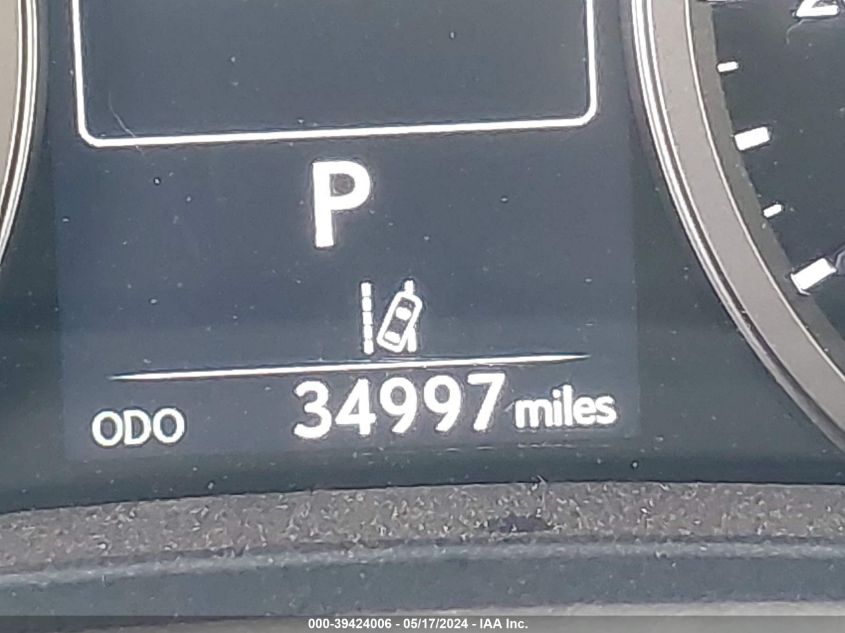 P
ODO 34997 miles
000-39424006 - 05/17/2024 - IAA Inc.